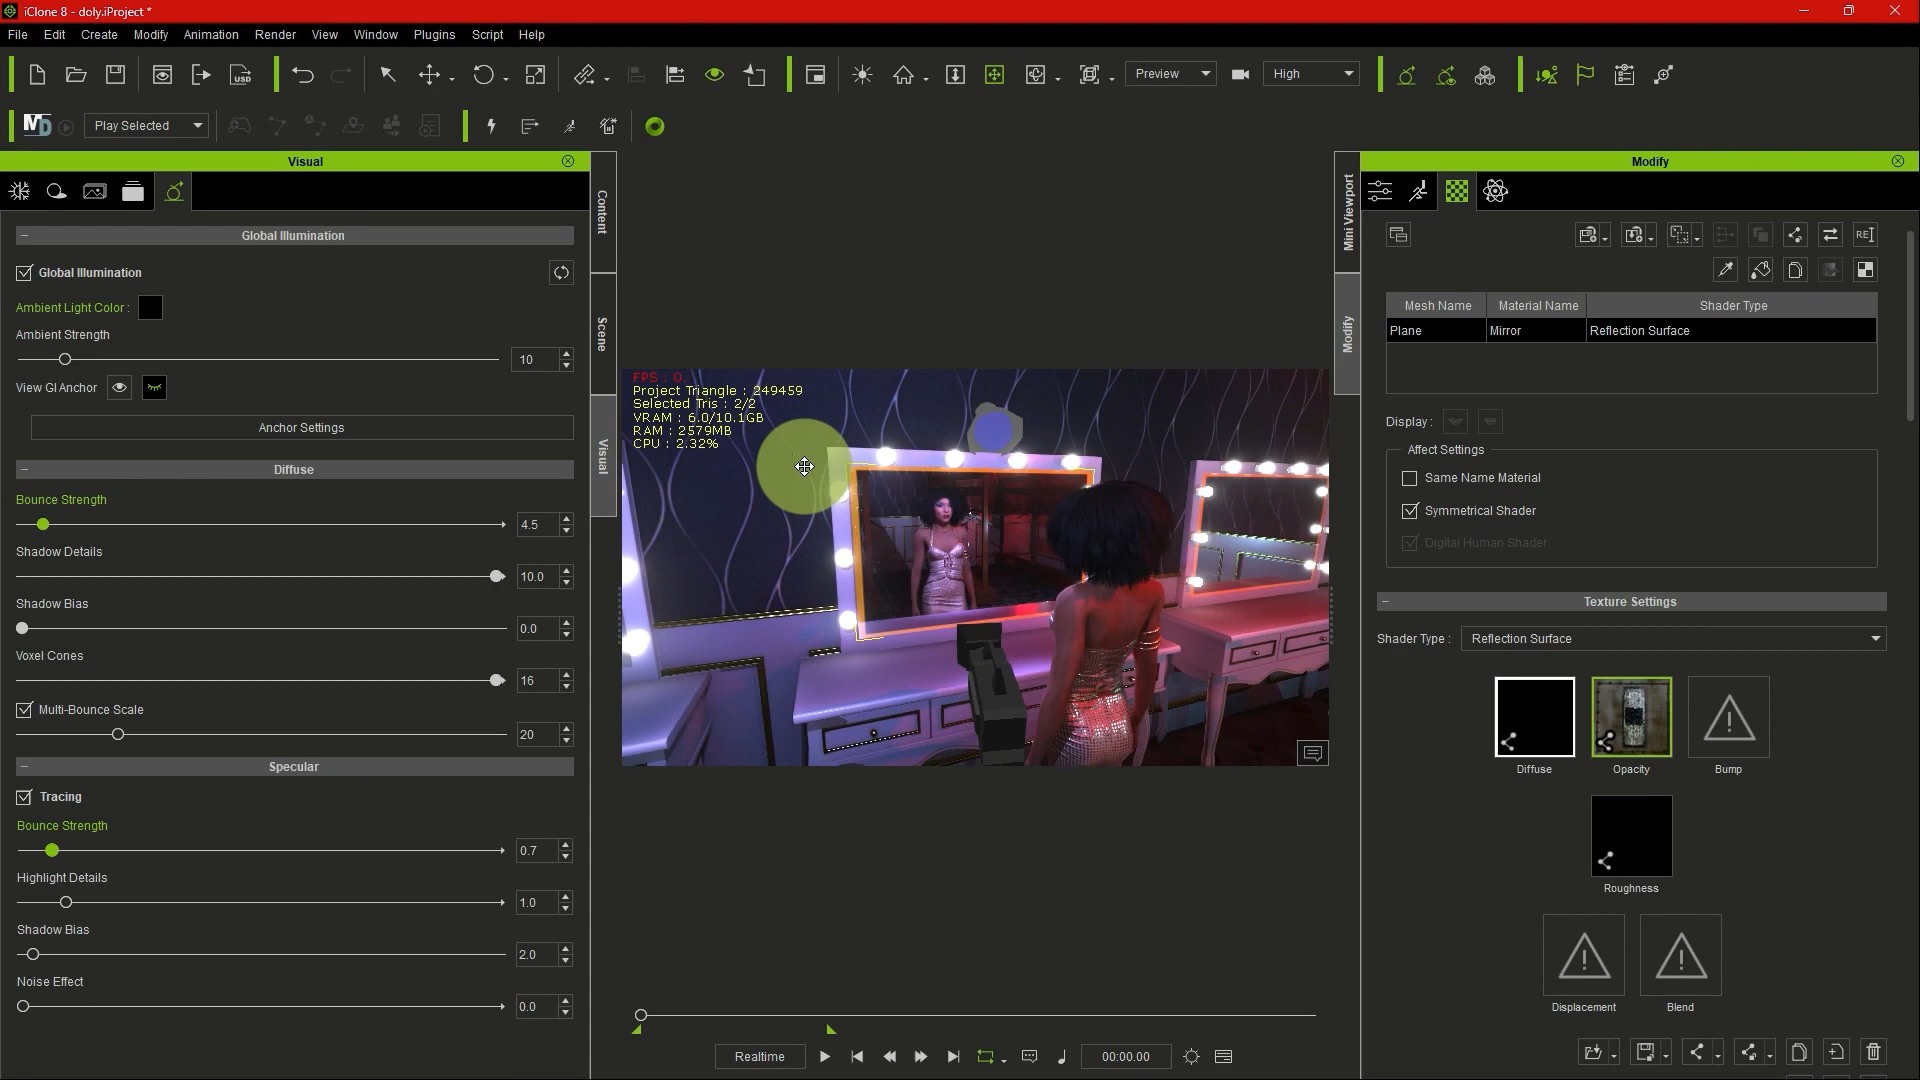 iClone 8 - doly.iProject *
File Edit Create Modify Animation Render View Window Plugins Script Help
USD
Preview
High
MD
Play Selected
Visual
Global Illumination
Global Illumination
Ambient Light Color :
Ambient Strength
10
View GI Anchor
Anchor Settings
Diffuse
Bounce Strength
4.5
Shadow Details
10.0
Shadow Bias
0.0
Voxel Cones
16
Multi-Bounce Scale
20
Specular
Tracing
Bounce Strength
0.7
Highlight Details
1.0
Shadow Bias
2.0
Noise Effect
0.0
Content
Scene
Visual
FPS : 0.
Project Triangle : 249459
Selected Tris : 2/2
VRAM : 6.0/10.1GB
RAM : 2579MB
CPU : 2.32%
Realtime
00:00.00
Mini Viewport
Modify
Modify
RE
Mesh Name Material Name Shader Type
Plane Mirror Reflection Surface
Display :
Affect Settings
Same Name Material
Symmetrical Shader
Digital Human Shader
Texture Settings
Shader Type : Reflection Surface
Diffuse Opacity Bump
Roughness
Displacement Blend